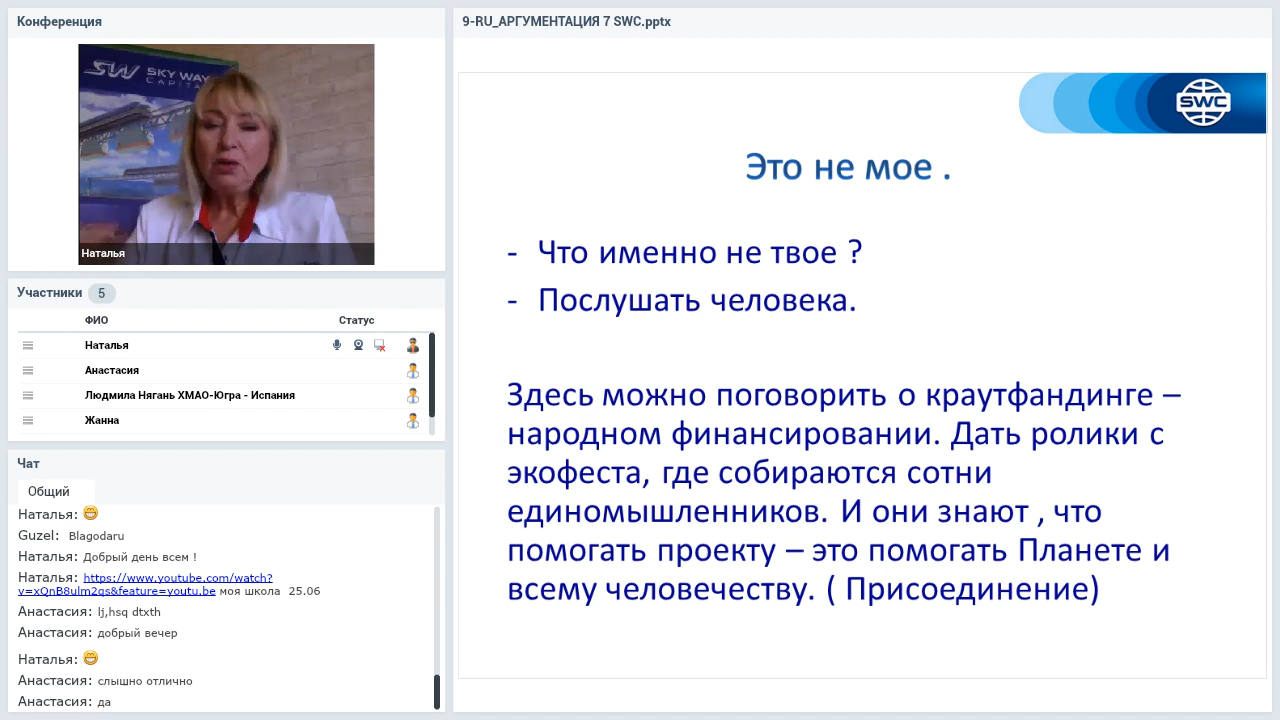 Конференция
SW SKY WAY
CAPITAL
Наталья
Участники 5
ФИО Статус
Наталья
Анастасия
Людмила Нягань ХМАО-Югра - Испания
Жанна
Чат
Общий
Наталья: 😁
Guzel: Blagodaru
Наталья: Добрый день всем !
Наталья: https://www.youtube.com/watch?
v=xQnB8ulm2qs&feature=youtu.be моя школа 25.06
Анастасия: lj,hsq dtxth
Анастасия: добрый вечер
Наталья: 😁
Анастасия: слышно отлично
Анастасия: да
9-RU_АРГУМЕНТАЦИЯ 7 SWC.pptx
SWC
Это не мое .
- Что именно не твое ?
- Послушать человека.
Здесь можно поговорить о краутфандинге –
народном финансировании. Дать ролики с
экофеста, где собираются сотни
единомышленников. И они знают , что
помогать проекту – это помогать Планете и
всему человечеству. ( Присоединение)